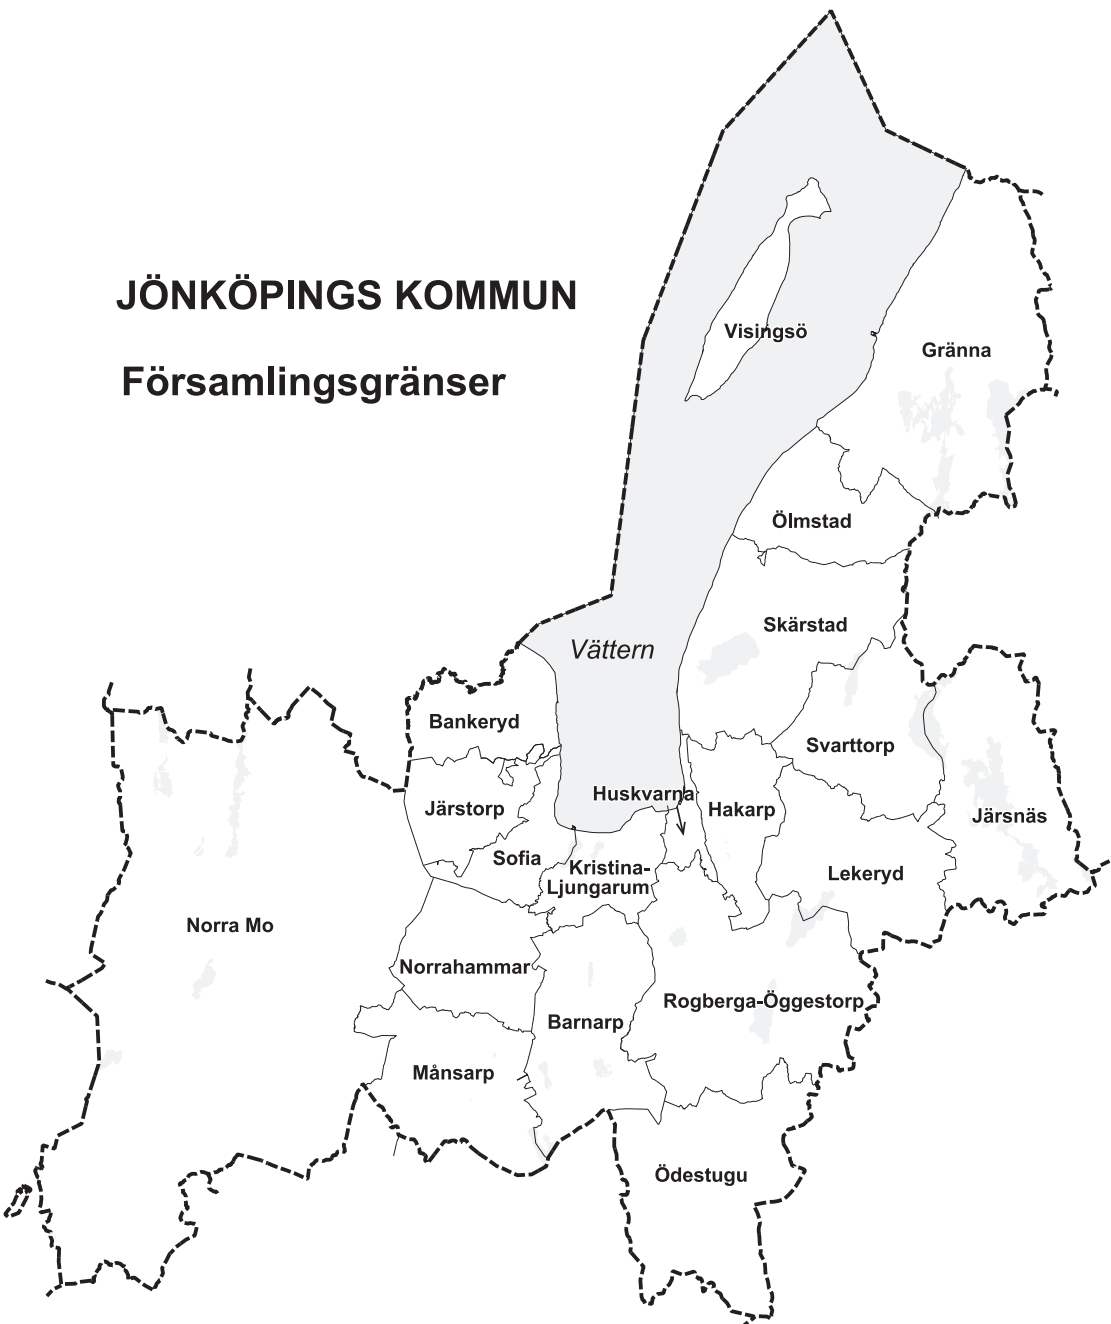 JÖNKÖPINGS KOMMUN
Församlingsgränser
Visingsö
Gränna
Ölmstad
Skärstad
Vättern
Bankeryd
Svarttorp
Huskvarna
Järstorp
Hakarp
Järsnäs
Sofia
Kristina-
Ljungarum
Lekeryd
Norra Mo
Norrahammar
Rogberga-Öggestorp
Barnarp
Månsarp
Ödestugu